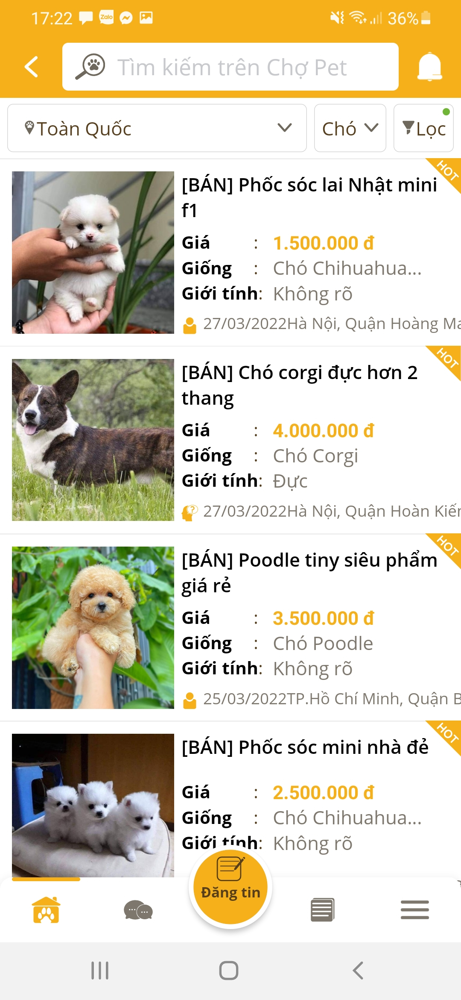 17:22 Zalo 36%
Tìm kiếm trên Chợ Pet
Toàn Quốc Chó Lọc
HOT
[BÁN] Phốc sóc lai Nhật mini
f1
Giá : 1.500.000 đ
Giống : Chó Chihuahua...
Giới tính: Không rõ
27/03/2022Hà Nội, Quận Hoàng Ma
HOT
[BÁN] Chó corgi đực hơn 2
thang
Giá : 4.000.000 đ
Giống : Chó Corgi
Giới tính: Đực
27/03/2022Hà Nội, Quận Hoàn Kiến
HOT
[BÁN] Poodle tiny siêu phẩm
giá rẻ
Giá : 3.500.000 đ
Giống : Chó Poodle
Giới tính: Không rõ
25/03/2022TP.Hồ Chí Minh, Quận B
HOT
[BÁN] Phốc sóc mini nhà đẻ
Giá : 2.500.000 đ
Giống : Chó Chihuahua...
Giới tính: Không rõ
Đăng tin